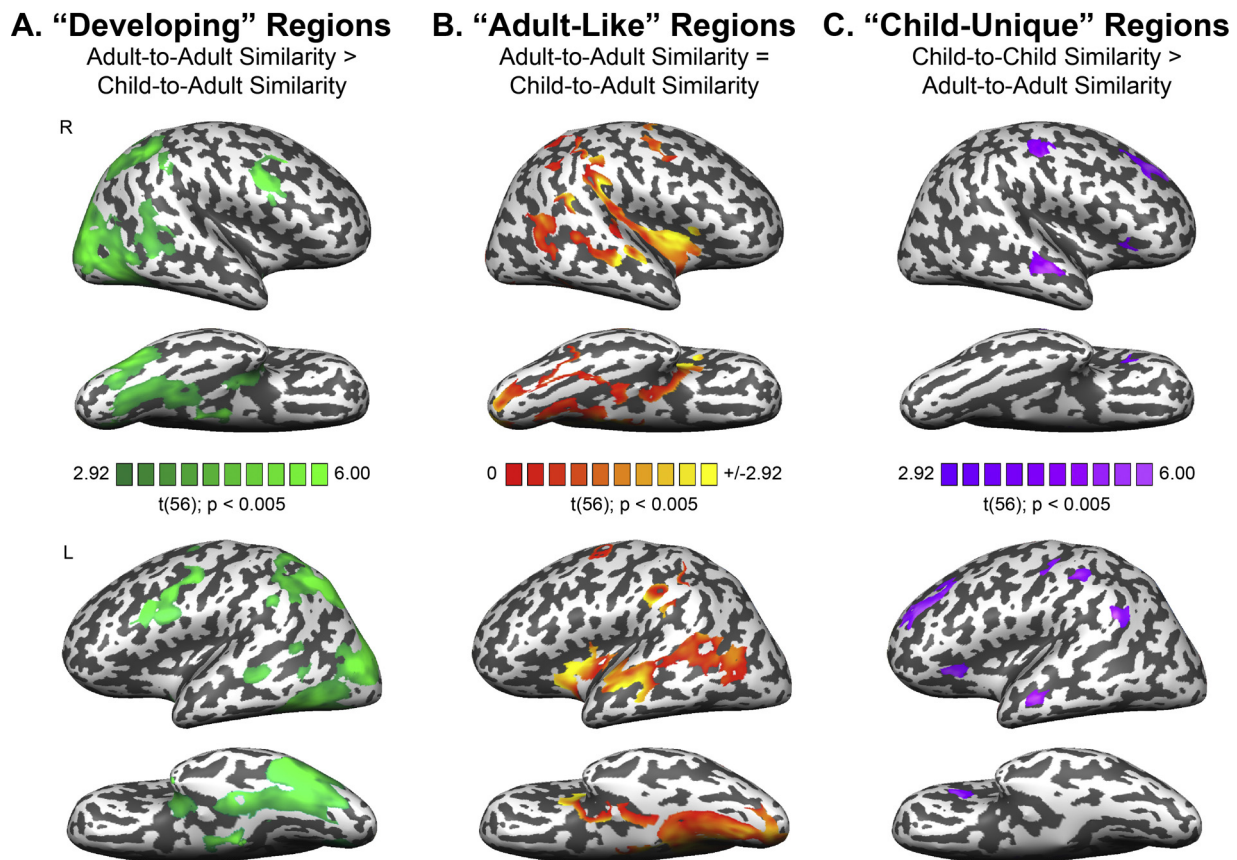 A. “Developing” Regions
Adult-to-Adult Similarity >
Child-to-Adult Similarity
B. “Adult-Like” Regions
Adult-to-Adult Similarity =
Child-to-Adult Similarity
C. “Child-Unique” Regions
Child-to-Child Similarity >
Adult-to-Adult Similarity
R
2.92 6.00
t(56); p < 0.005
0 +/-2.92
t(56); p < 0.005
2.92 6.00
t(56); p < 0.005
L